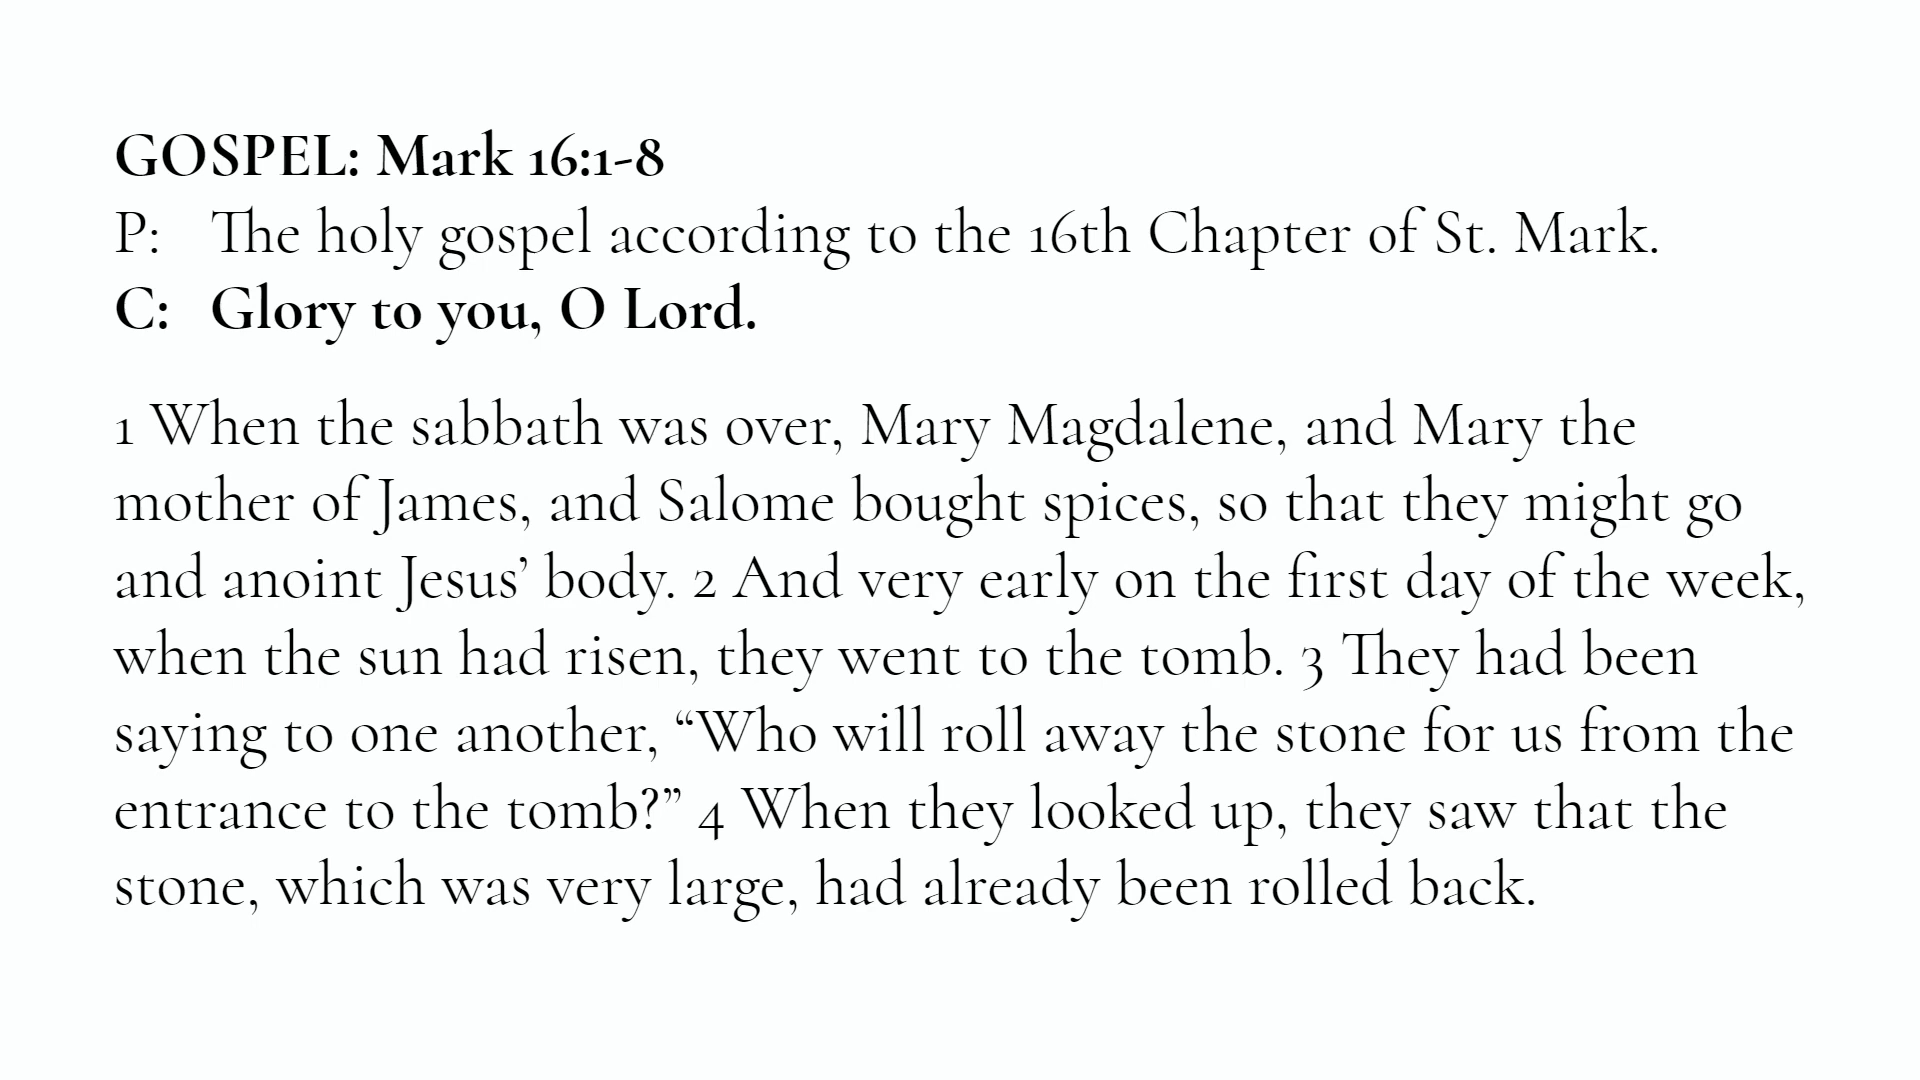 GOSPEL: Mark 16:1-8
P: The holy gospel according to the 16th Chapter of St. Mark.
C: Glory to you, O Lord.
1 When the sabbath was over, Mary Magdalene, and Mary the
mother of James, and Salome bought spices, so that they might go
and anoint Jesus’ body. 2 And very early on the first day of the week,
when the sun had risen, they went to the tomb. 3 They had been
saying to one another, “Who will roll away the stone for us from the
entrance to the tomb?” 4 When they looked up, they saw that the
stone, which was very large, had already been rolled back.